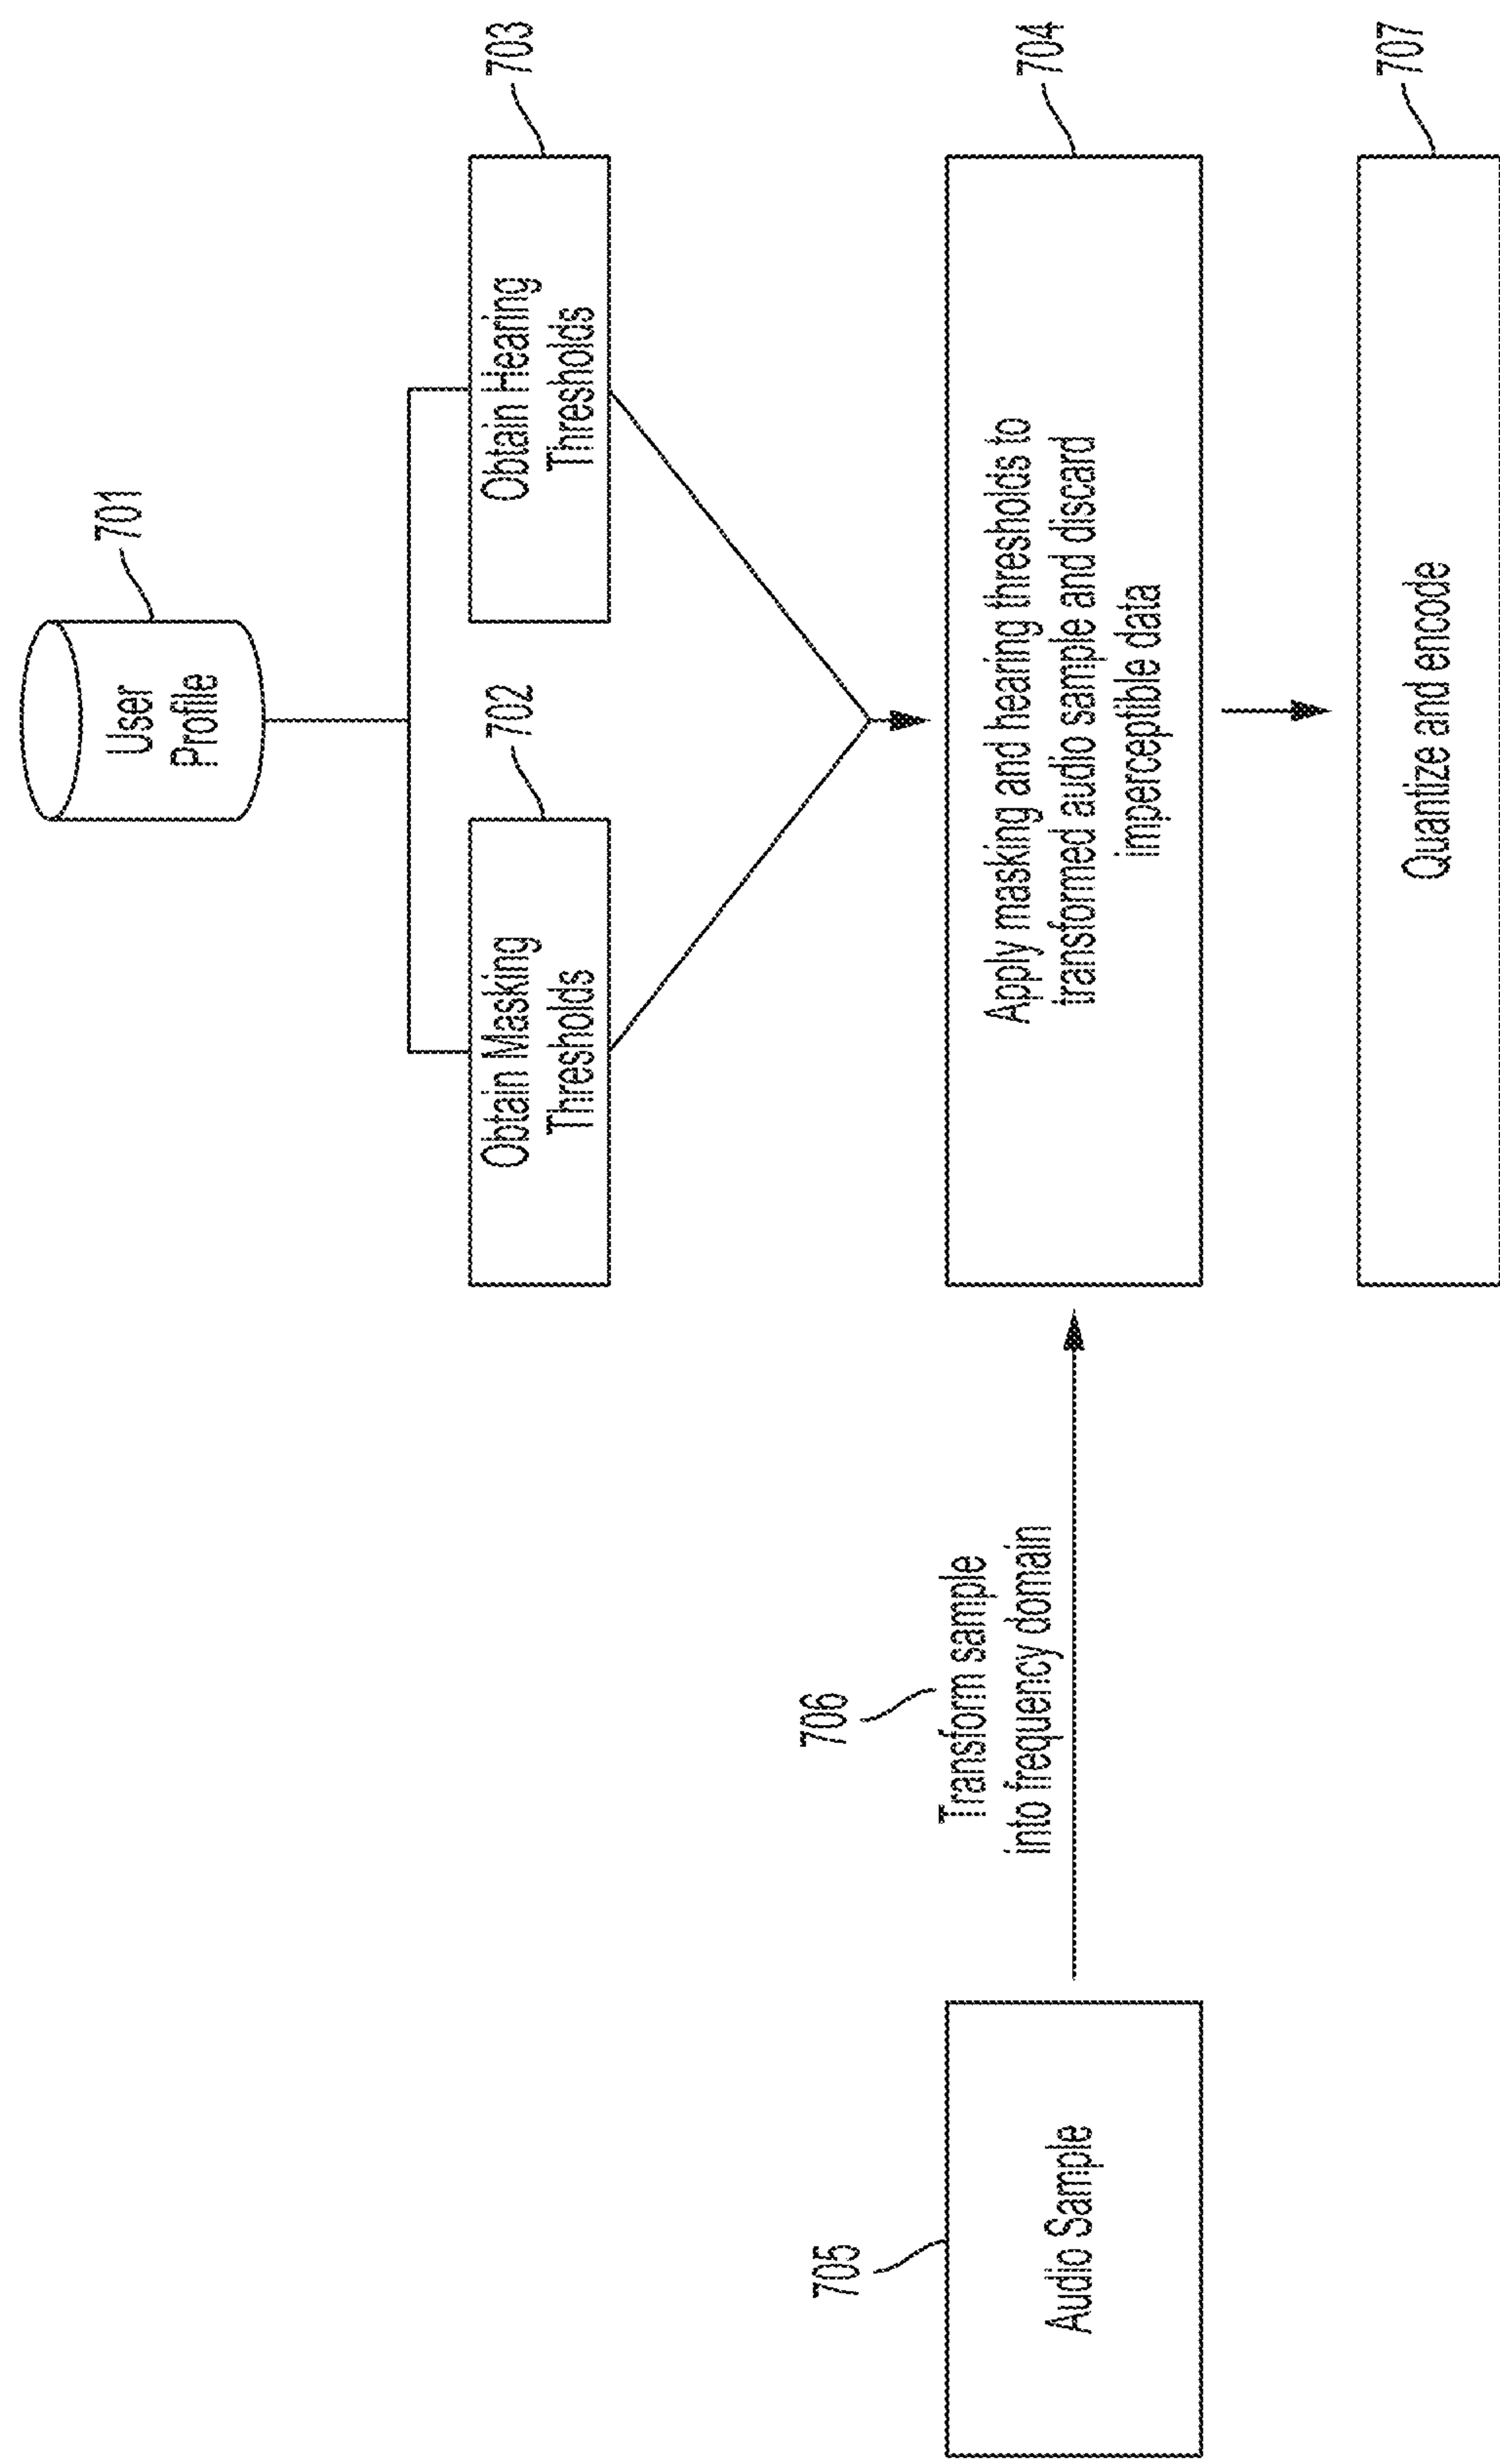 701
User
Profile
702
Obtain Masking
Thresholds
703
Obtain Hearing
Thresholds
705
Audio Sample
706
Transform sample
into frequency domain
704
Apply masking and hearing thresholds to
transformed audio sample and discard
imperceptible data
707
Quantize and encode